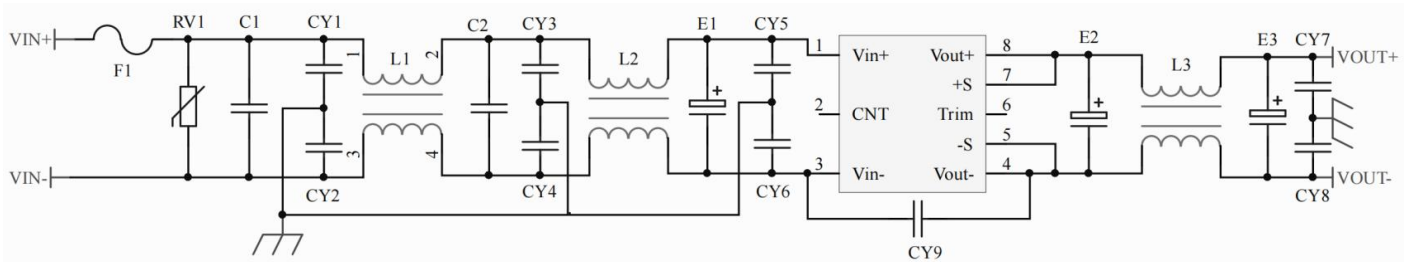 RV1 C1 CY1 C2 CY3 E1 CY5 E2 E3 CY7
VIN+ F1 1 L1 2 L2 1 Vin+ Vout+ 8 L3 VOUT+
+S 7
2 CNT Trim 6
-S 5
3 4 3 Vin- Vout- 4
VIN- CY2 CY4 CY6 CY8 VOUT-
CY9
+
+
+